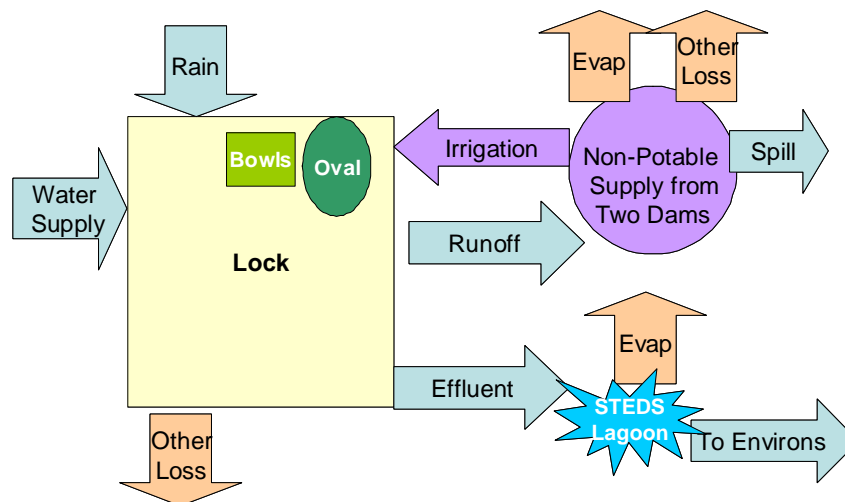 Rain
Evap
Other
Loss
Bowls
Oval
Irrigation
Non-Potable
Supply from
Two Dams
Spill
Water
Supply
Runoff
Lock
Evap
Effluent
STEDS
Lagoon
To Environs
Other
Loss